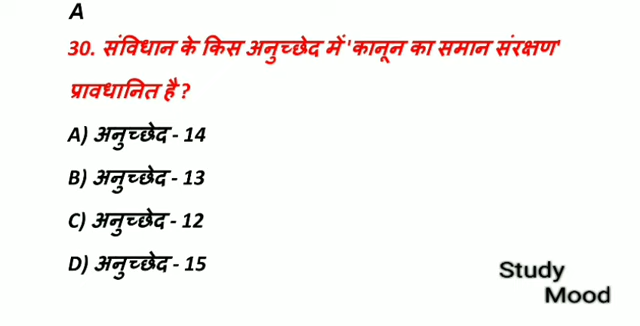 A
30. संविधान के किस अनुच्छेद में 'कानून का समान संरक्षण'
प्रावधानित है ?
A) अनुच्छेद - 14
B) अनुच्छेद - 13
C) अनुच्छेद - 12
D) अनुच्छेद - 15
Study
Mood